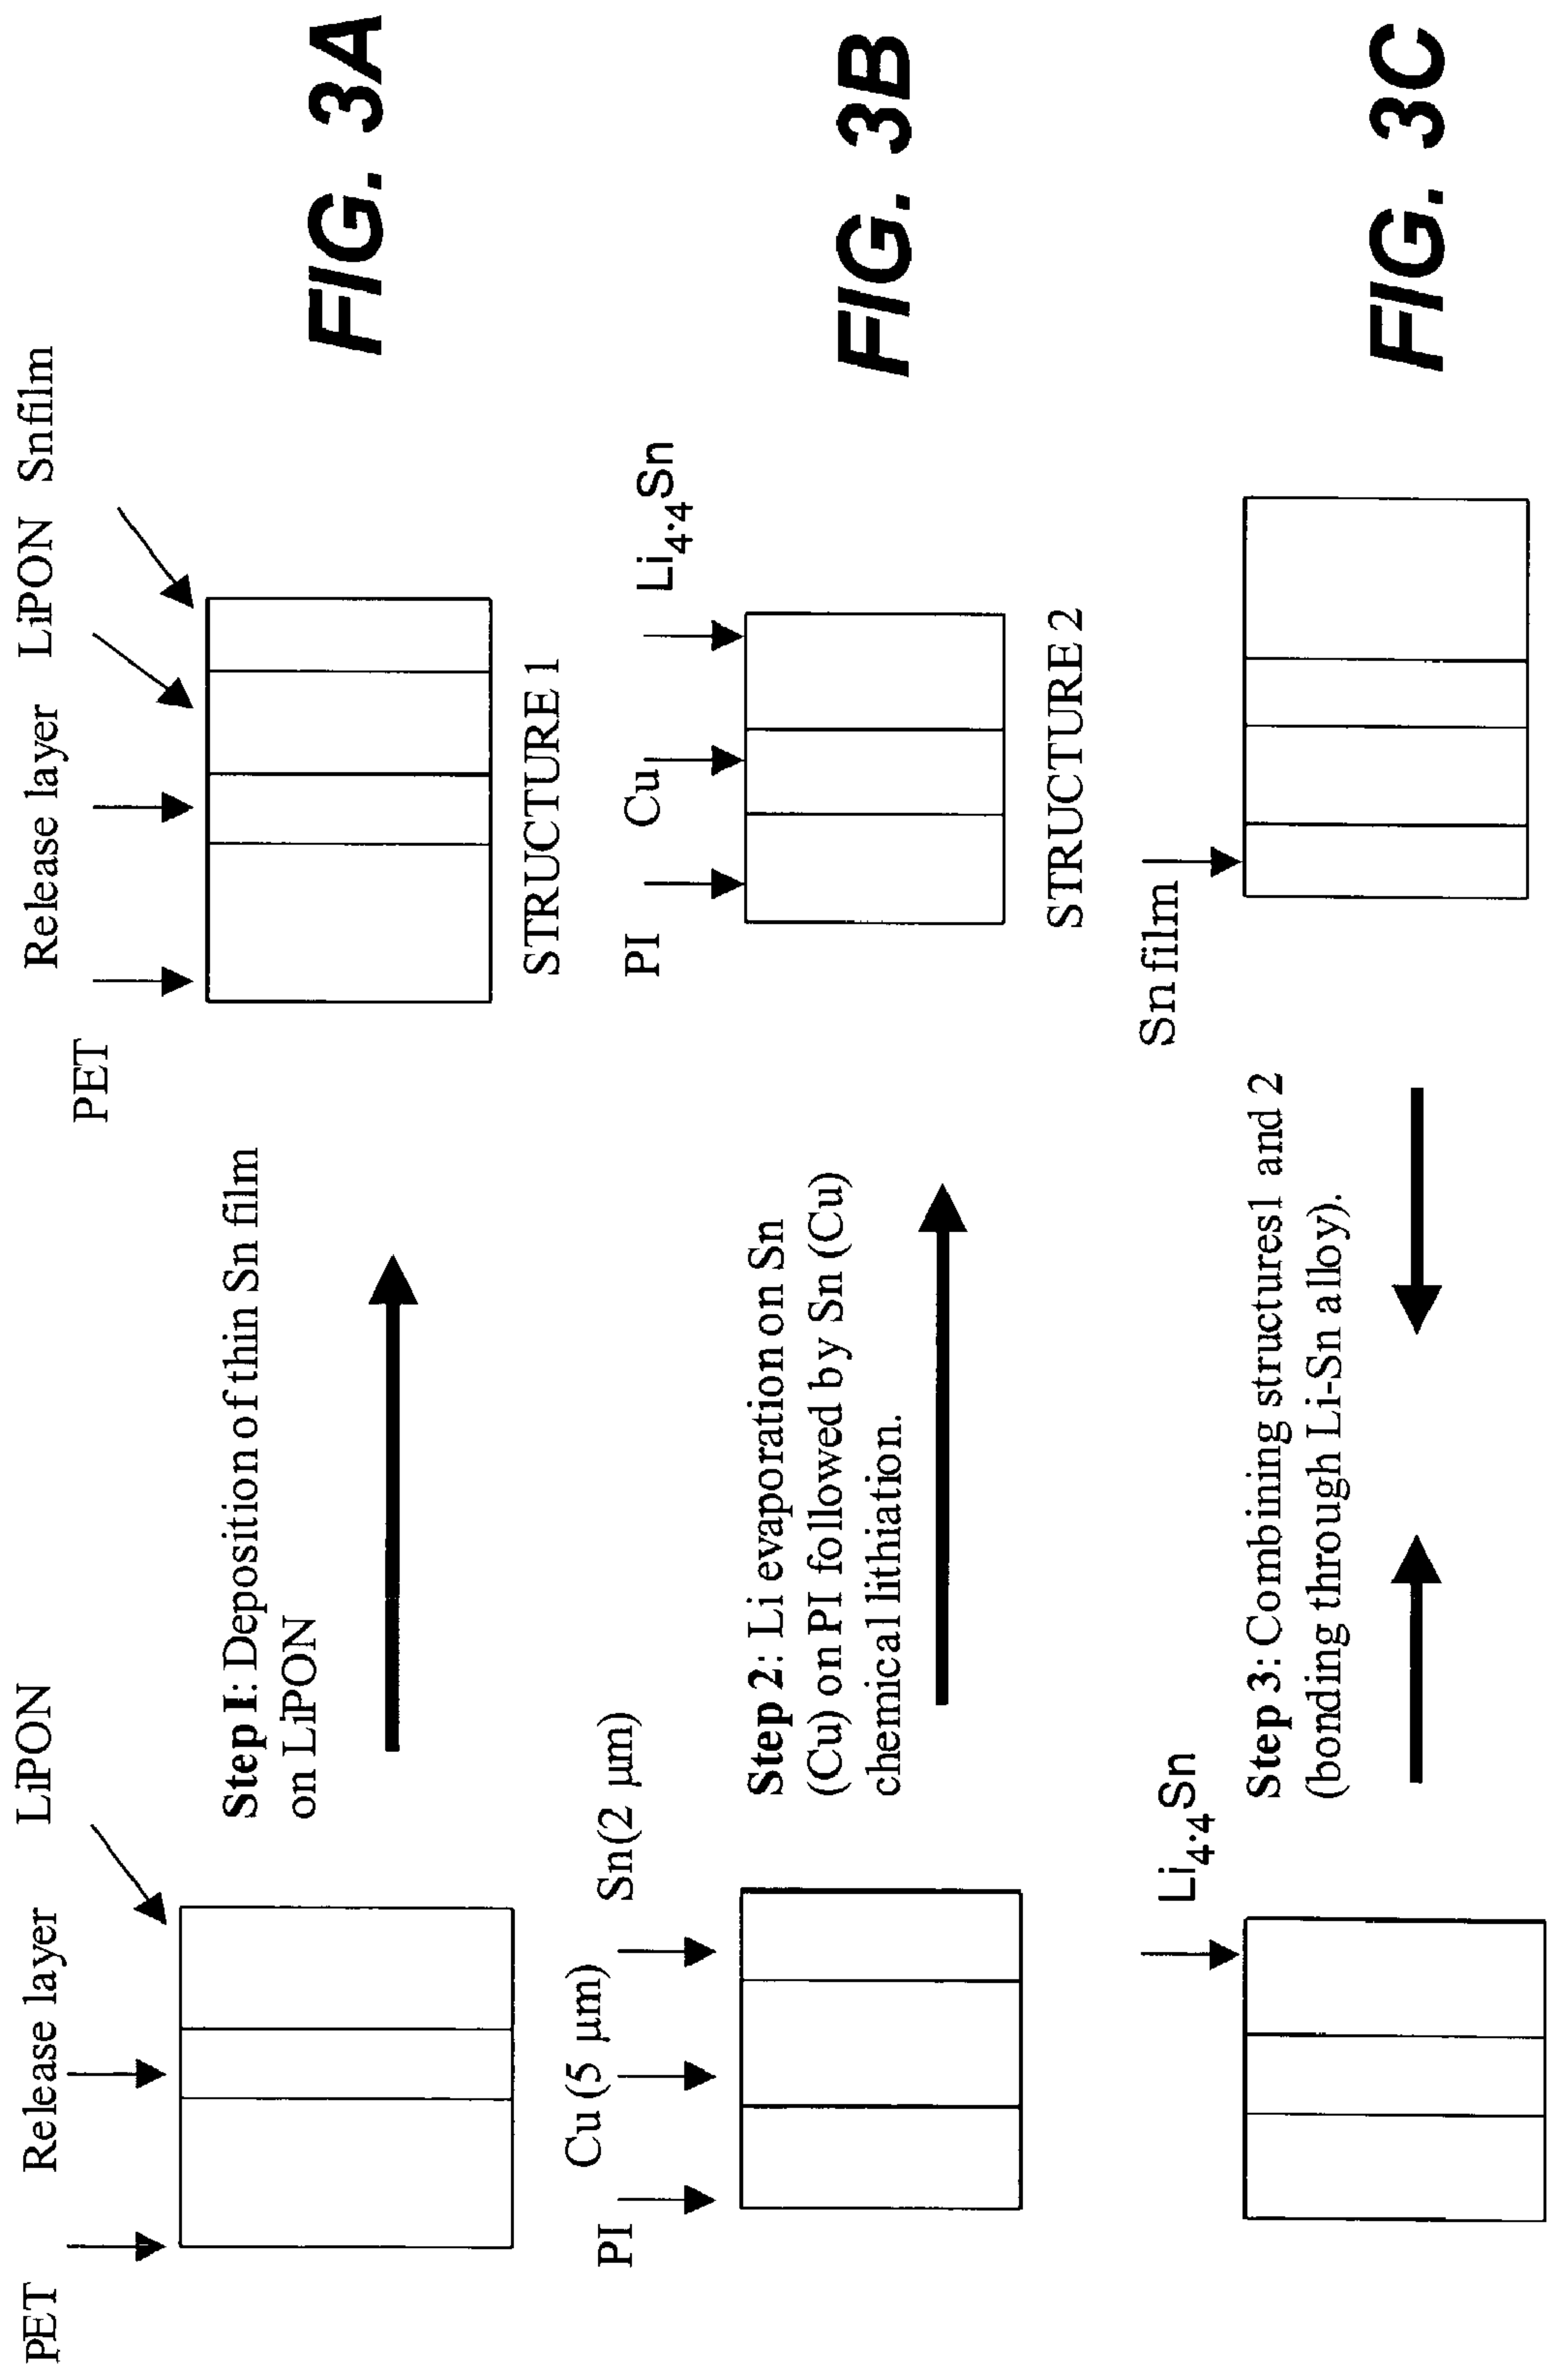 PET
Release layer
LiPON
Step 1: Deposition of thin Sn film
on LiPON
PET
Release layer
LiPON
Sn film
STRUCTURE 1
FIG. 3A
PI
Cu (5 μm)
Sn (2 μm)
Step 2: Li evaporation on Sn
(Cu) on PI followed by Sn (Cu)
chemical lithiation.
PI
Cu
Li4.4Sn
STRUCTURE 2
FIG. 3B
Li4.4Sn
Step 3: Combining structures1 and 2
(bonding through Li-Sn alloy).
Sn film
FIG. 3C